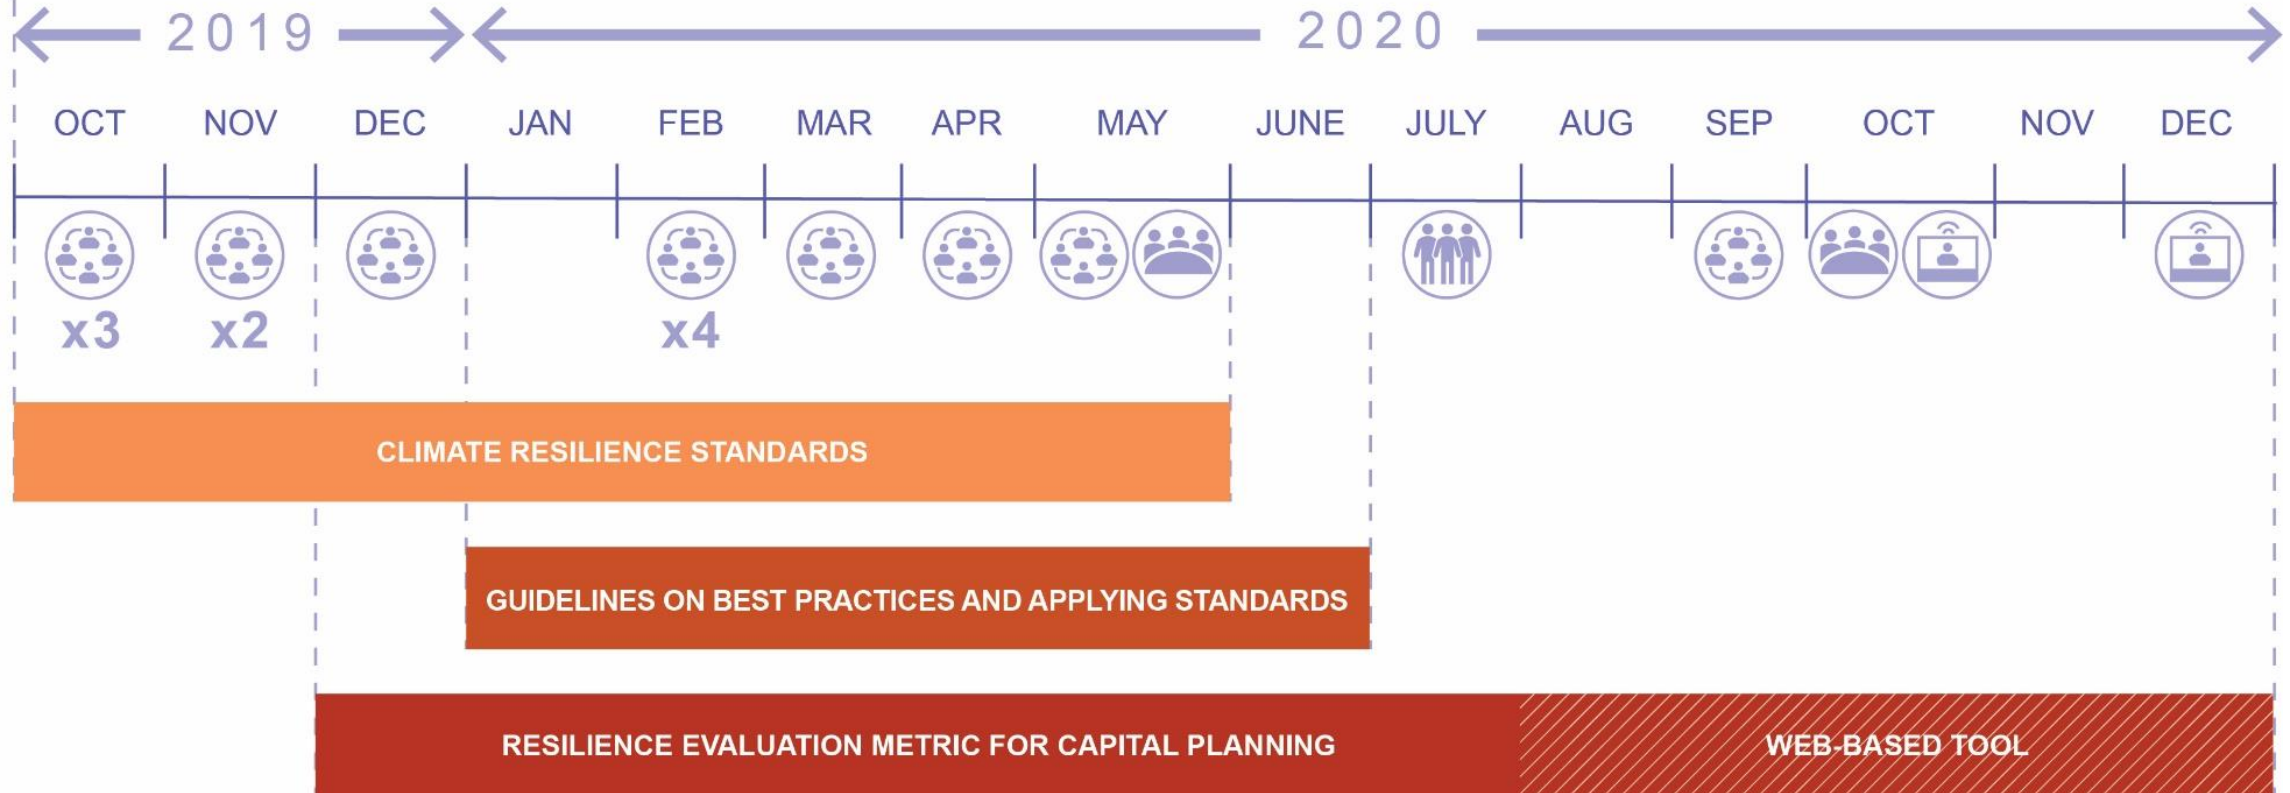 2019 2020
OCT NOV DEC JAN FEB MAR APR MAY JUNE JULY AUG SEP OCT NOV DEC
x3 x2 x4
CLIMATE RESILIENCE STANDARDS
GUIDELINES ON BEST PRACTICES AND APPLYING STANDARDS
RESILIENCE EVALUATION METRIC FOR CAPITAL PLANNING WEB-BASED TOOL